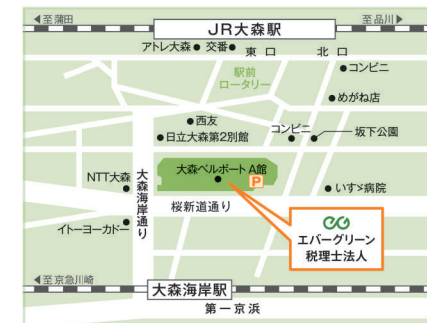 ◀至蒲田
JR大森駅
至品川▶
アトレ大森
交番
東口
北口
コンビニ
駅前
ロータリー
めがね店
西友
日立大森第2別館
コンビニ
坂下公園
大森ベルポートA館
P
NTT大森
大森海岸通り
いすゞ病院
桜新道通り
イトーヨーカドー
eG
エバーグリーン
税理士法人
◀至京急川崎
大森海岸駅
第一京浜